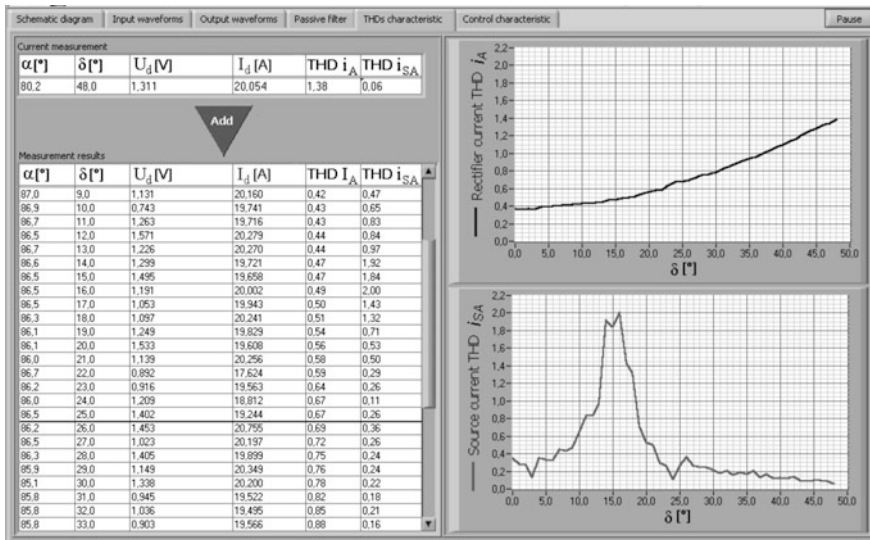 Schematic diagram Input waveforms Output waveforms Passive filter THDs characteristic Control characteristic Pause
Current measurement
α[°] δ[°] U_d[V] I_d[A] THD i_A THD i_SA
80,2 48,0 1,311 20,054 1,38 0,06
Add
Measurement results
α[°] δ[°] U_d[V] I_d[A] THD I_A THD i_SA
87,0 9,0 1,131 20,160 0,42 0,47
86,9 10,0 0,743 19,741 0,43 0,65
86,7 11,0 1,263 19,716 0,43 0,83
86,5 12,0 1,571 20,279 0,44 0,84
86,7 13,0 1,226 20,270 0,44 0,97
86,6 14,0 1,299 19,721 0,47 1,92
86,5 15,0 1,495 19,658 0,47 1,84
86,5 16,0 1,191 20,002 0,49 2,00
86,5 17,0 1,053 19,943 0,50 1,43
86,3 18,0 1,097 20,241 0,51 1,32
86,1 19,0 1,249 19,829 0,54 0,71
86,1 20,0 1,533 19,608 0,56 0,53
86,0 21,0 1,139 20,256 0,58 0,50
86,7 22,0 0,892 17,624 0,59 0,29
86,2 23,0 0,916 19,563 0,64 0,26
86,0 24,0 1,209 18,812 0,67 0,11
86,5 25,0 1,402 19,244 0,67 0,26
86,2 26,0 1,453 20,755 0,69 0,36
86,5 27,0 1,023 20,197 0,72 0,26
86,3 28,0 1,405 19,899 0,75 0,24
85,9 29,0 1,149 20,349 0,76 0,24
85,1 30,0 1,338 20,200 0,78 0,22
85,8 31,0 0,945 19,522 0,82 0,18
85,8 32,0 1,036 19,495 0,85 0,21
85,8 33,0 0,903 19,566 0,88 0,16
Rectifier current THD i_A
2,2
2,0
1,8
1,6
1,4
1,2
1,0
0,8
0,6
0,4
0,2
0,0
0,0 5,0 10,0 15,0 20,0 25,0 30,0 35,0 40,0 45,0 50,0
δ [°]
Source current THD i_SA
2,2
2,0
1,8
1,6
1,4
1,2
1,0
0,8
0,6
0,4
0,2
0,0
0,0 5,0 10,0 15,0 20,0 25,0 30,0 35,0 40,0 45,0 50,0
δ [°]